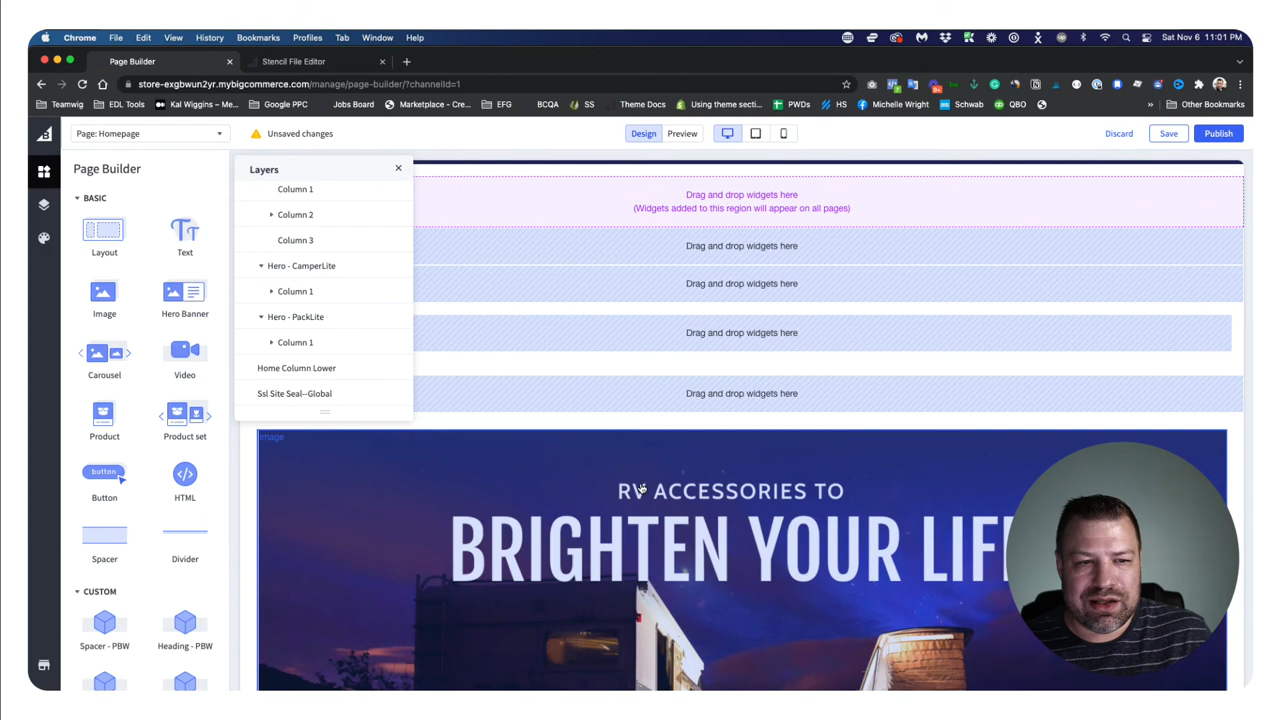 Chrome File Edit View History Bookmarks Profiles Tab Window Help
Sat Nov 6 11:01 PM
Page Builder
Stencil File Editor
store-exgbwun2yr.mybigcommerce.com/manage/page-builder/?channelId=1
Teamwig EDL Tools Kal Wiggins – Me... Google PPC Jobs Board Marketplace – Cre... EFG BCQA SS Theme Docs Using theme secti... PWDs HS Michelle Wright Schwab QBO » Other Bookmarks
Page: Homepage
Unsaved changes
Design Preview
Discard Save Publish
Page Builder
BASIC
Layout Text
Image Hero Banner
Carousel Video
Product Product set
button
Button HTML
Spacer Divider
CUSTOM
Spacer - PBW Heading - PBW
Layers
Column 1
Column 2
Column 3
Hero - CamperLite
Column 1
Hero - PackLite
Column 1
Home Column Lower
Ssl Site Seal--Global
Drag and drop widgets here
(Widgets added to this region will appear on all pages)
Drag and drop widgets here
Drag and drop widgets here
Drag and drop widgets here
Drag and drop widgets here
Image
RV ACCESSORIES TO
BRIGHTEN YOUR